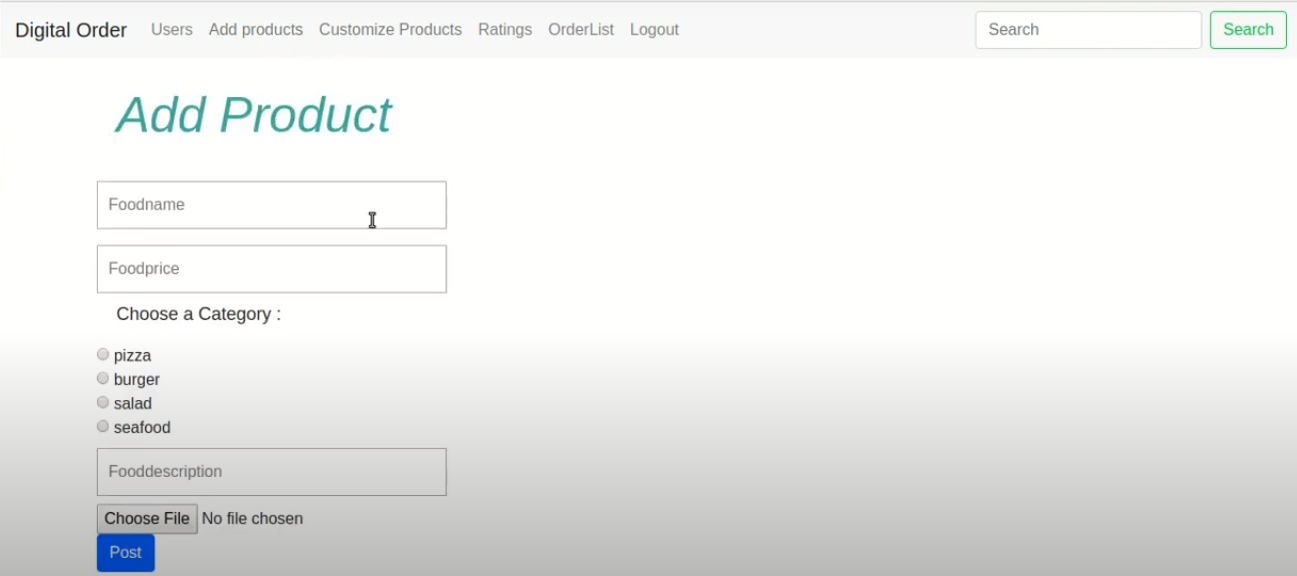 Digital Order Users Add products Customize Products Ratings OrderList Logout Search Search
Add Product
Foodname
Foodprice
Choose a Category :
pizza
burger
salad
seafood
Fooddescription
Choose File No file chosen
Post